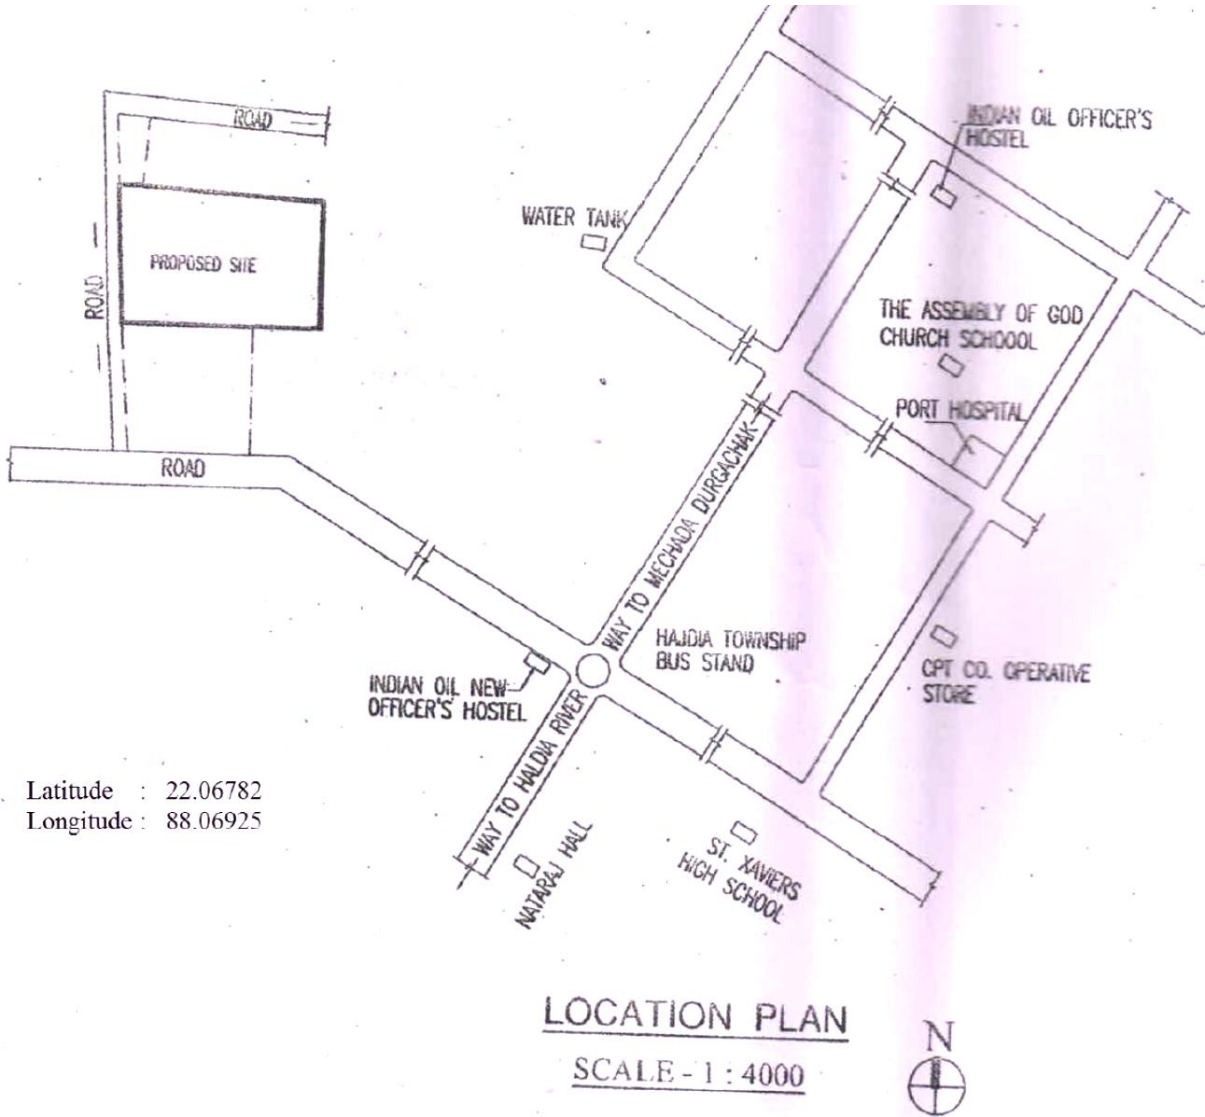 ROAD
INDIAN OIL OFFICER'S
HOSTEL
WATER TANK
PROPOSED SITE
ROAD
THE ASSEMBLY OF GOD
CHURCH SCHOOOL
PORT HOSPITAL
ROAD
WAY TO MECHADA DURGACHAK
HALDIA TOWNSHIP
BUS STAND
CPT CO. OPERATIVE
STORE
INDIAN OIL NEW
OFFICER'S HOSTEL
WAY TO HALDIA RIVER
Latitude : 22.06782
Longitude : 88.06925
NATARAJ HALL
ST. XAVIERS
HIGH SCHOOL
LOCATION PLAN
SCALE - 1 : 4000
N